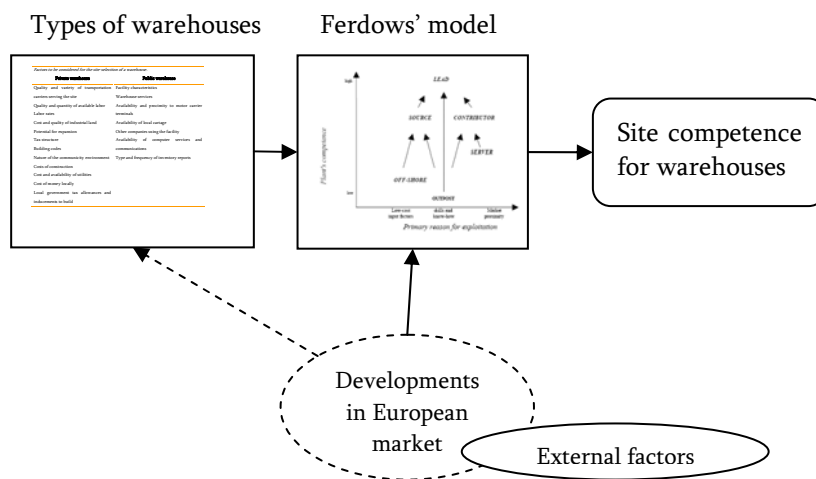 Types of warehouses
Ferdows' model
Factors to be considered for the site selection of a warehouse
Private warehouse Public warehouse
Quality and variety of transportation
carriers serving the site
Quality and quantity of available labor
Labor rates
Cost and quality of industrial land
Potential for expansion
Tax structure
Building codes
Nature of the community environment
Costs of construction
Cost and availability of utilities
Cost of money locally
Local government tax allowances and
inducements to build
Facility characteristics
Warehouse services
Availability and proximity to motor carrier
terminals
Availability of local cartage
Other companies using the facility
Availability of computer services and
communications
Type and frequency of inventory reports
high
LEAD
SOURCE
CONTRIBUTOR
SERVER
Plant's competence
OFF-SHORE
OUTPOST
low
Low-cost
input factors
skills and
know-how
Market
proximity
Primary reason for exploitation
Site competence
for warehouses
Developments
in European
market
External factors